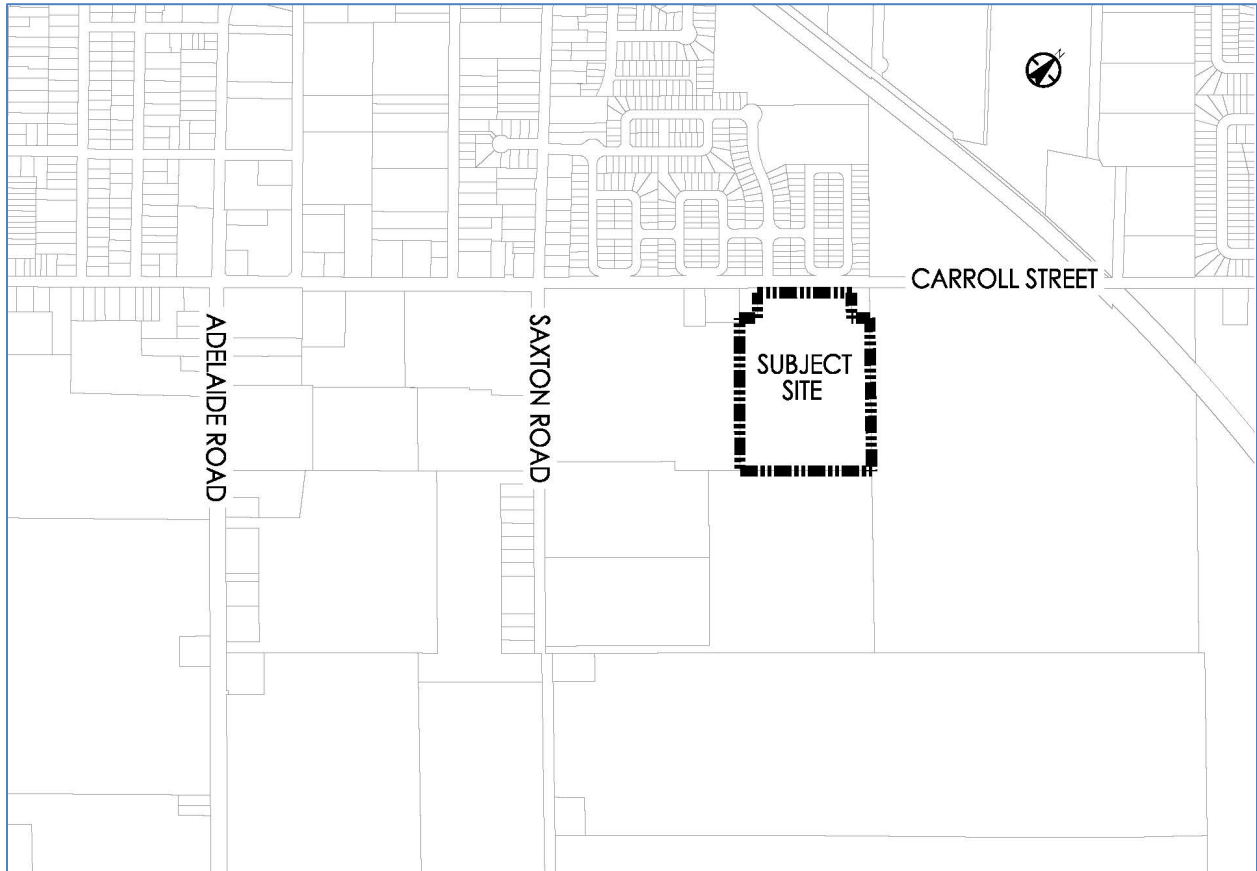 N
CARROLL STREET
ADELAIDE ROAD
SAXTON ROAD
SUBJECT
SITE